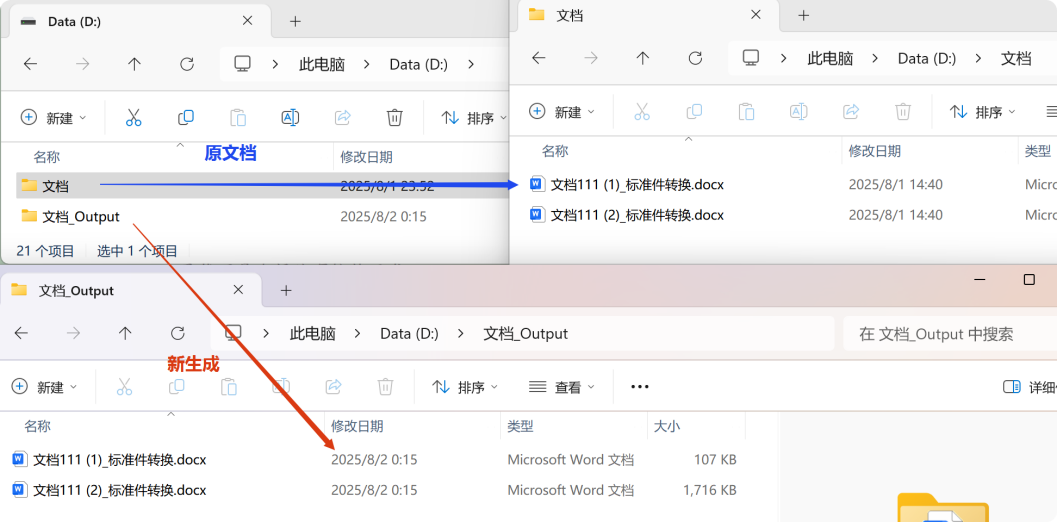 Data (D:)
此电脑 > Data (D:) >
新建 排序
名称 修改日期
原文档
文档 2025/8/1 23:52
文档_Output 2025/8/2 0:15
21 个项目 选中 1 个项目
文档
此电脑 > Data (D:) > 文档
新建 排序
名称 修改日期 类型
文档111 (1)_标准件转换.docx 2025/8/1 14:40
文档111 (2)_标准件转换.docx 2025/8/1 14:40
文档_Output
此电脑 > Data (D:) > 文档_Output 在 文档_Output 中搜索
新生成
新建 排序 查看 ••• 详细
名称 修改日期 类型 大小
文档111 (1)_标准件转换.docx 2025/8/2 0:15 Microsoft Word 文档 107 KB
文档111 (2)_标准件转换.docx 2025/8/2 0:15 Microsoft Word 文档 1,716 KB